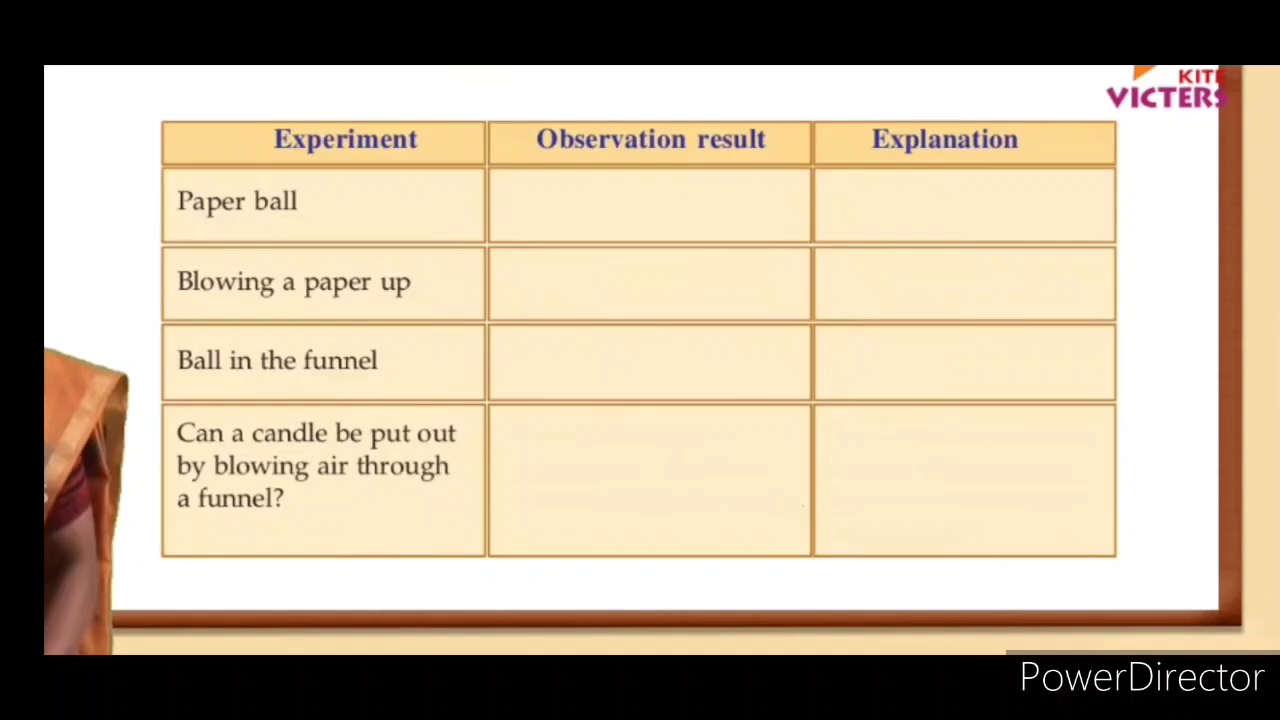 KITE
VICTERS
Experiment
Observation result
Explanation
Paper ball
Blowing a paper up
Ball in the funnel
Can a candle be put out
by blowing air through
a funnel?
PowerDirector